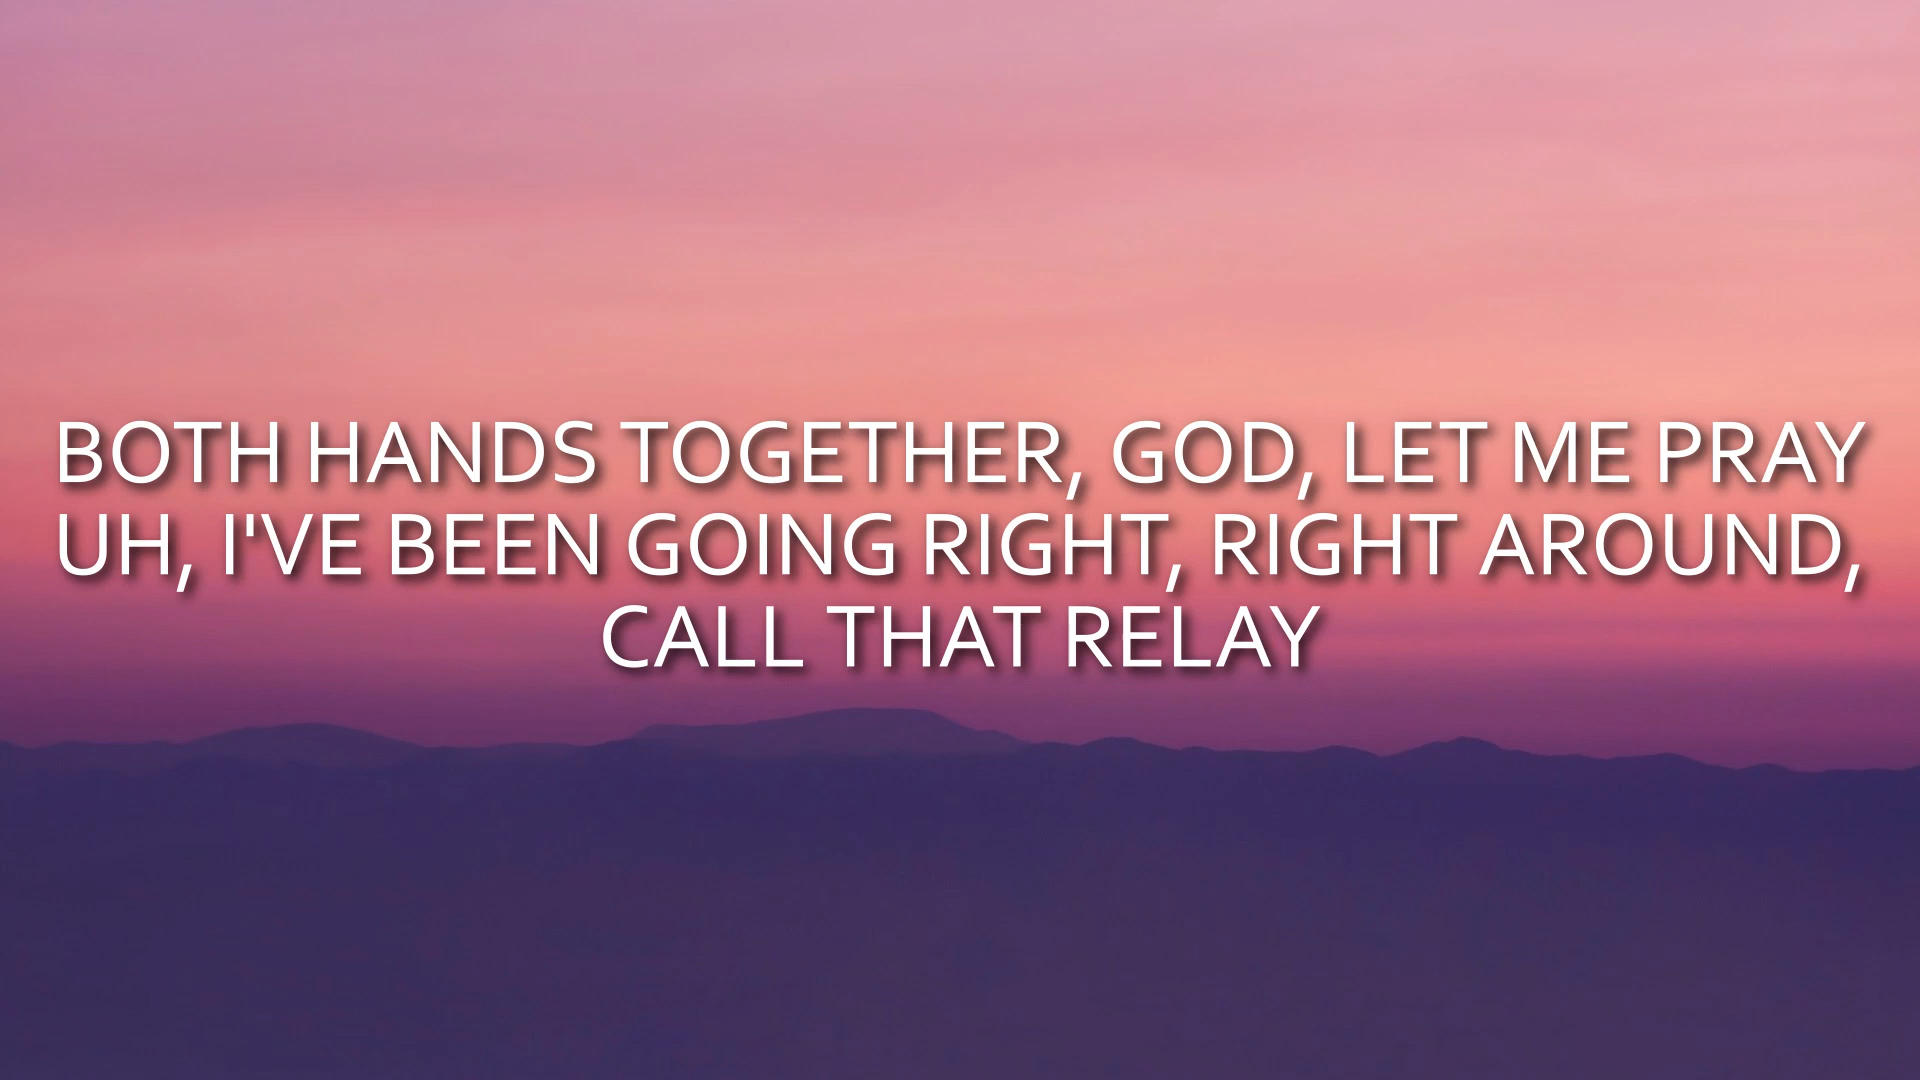 BOTH HANDS TOGETHER, GOD, LET ME PRAY
UH, I'VE BEEN GOING RIGHT, RIGHT AROUND,
CALL THAT RELAY